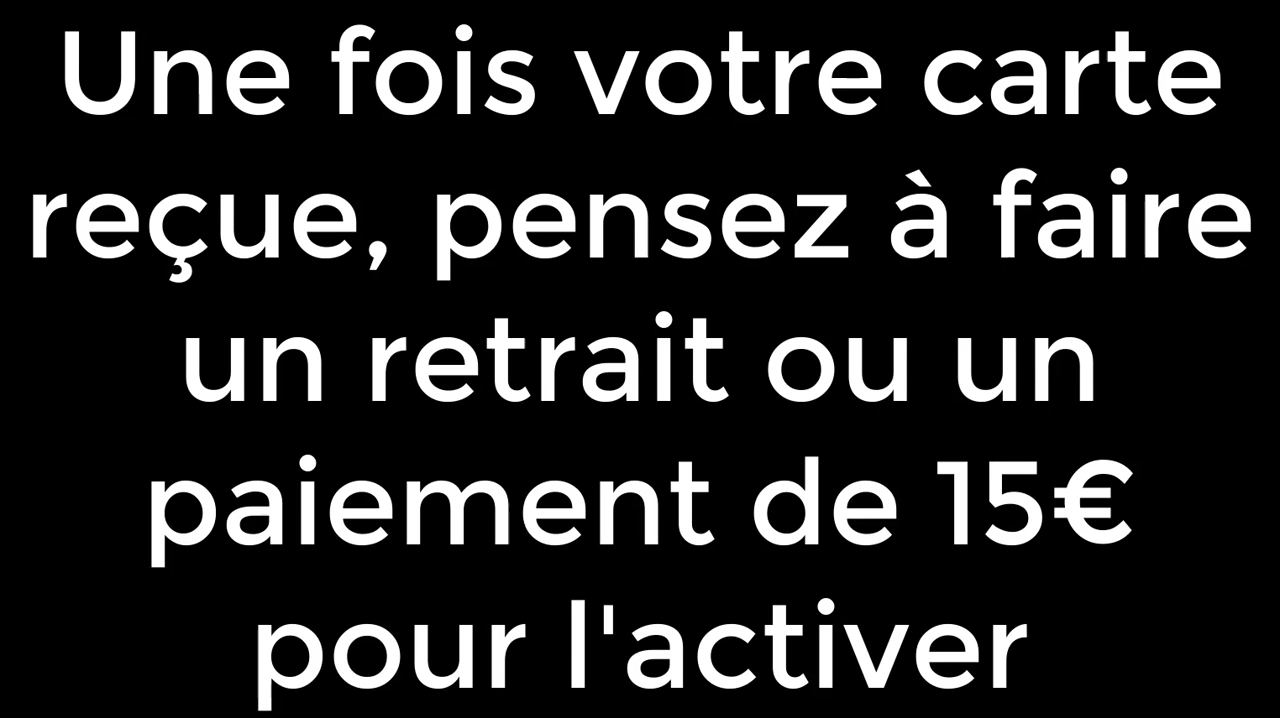 Une fois votre carte
reçue, pensez à faire
un retrait ou un
paiement de 15€
pour l'activer